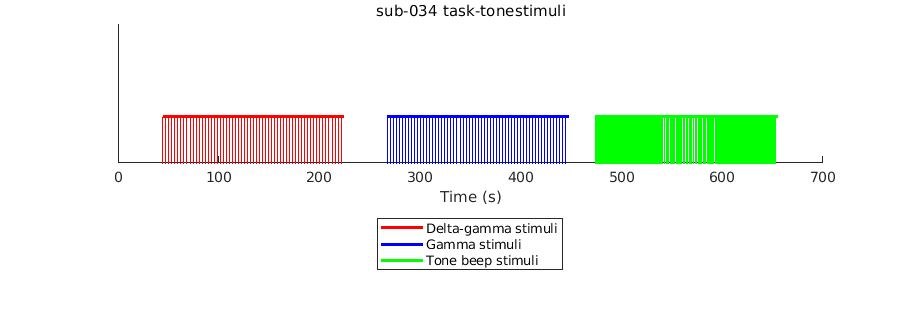 sub-034 task-tonestimuli
0 100 200 300 400 500 600 700
Time (s)
Delta-gamma stimuli
Gamma stimuli
Tone beep stimuli